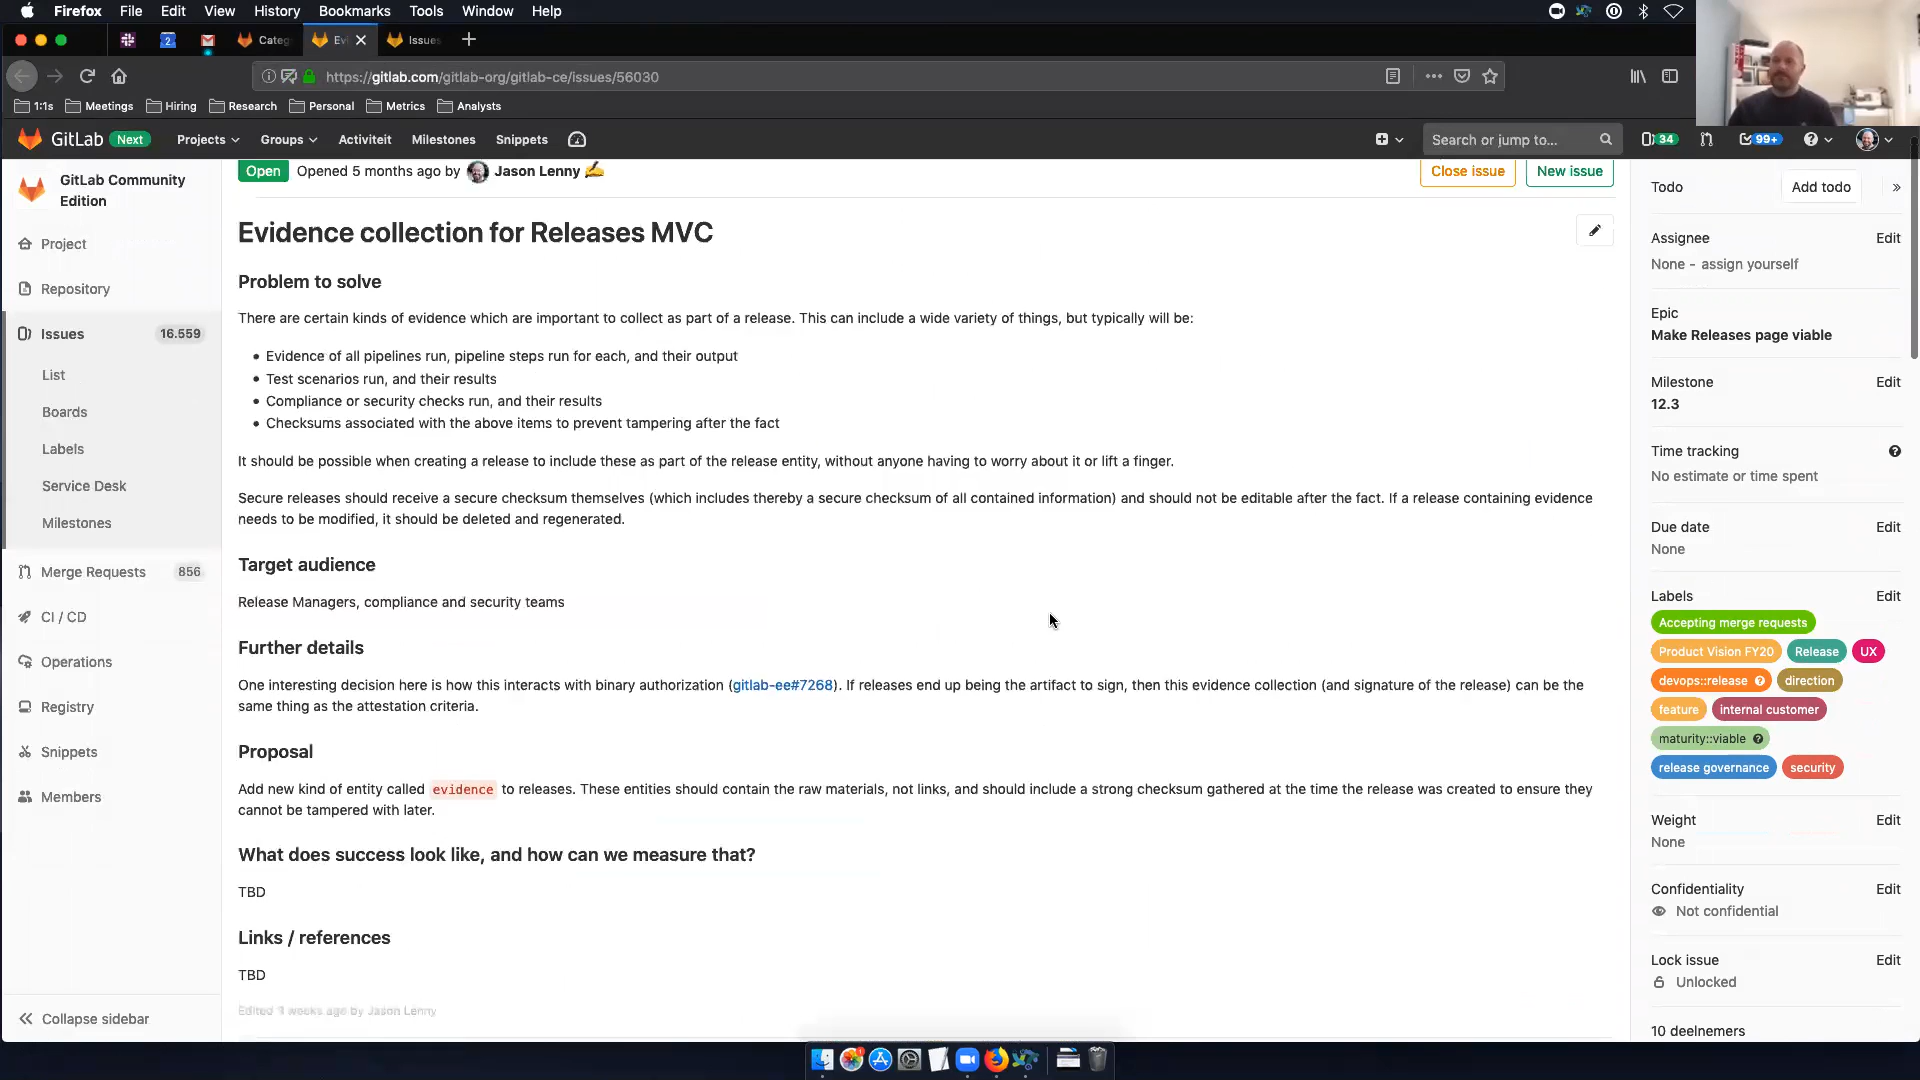 Firefox File Edit View History Bookmarks Tools Window Help
2 Categ Ev Issues
https://gitlab.com/gitlab-org/gitlab-ce/issues/56030
1:1s Meetings Hiring Research Personal Metrics Analysts
GitLab Next Projects Groups Activiteit Milestones Snippets Search or jump to... 34 99+
GitLab Community
Edition
Project
Repository
Issues 16.559
List
Boards
Labels
Service Desk
Milestones
Merge Requests 856
CI / CD
Operations
Registry
Snippets
Members
Collapse sidebar
Open Opened 5 months ago by Jason Lenny Close issue New issue
Evidence collection for Releases MVC
Problem to solve
There are certain kinds of evidence which are important to collect as part of a release. This can include a wide variety of things, but typically will be:
• Evidence of all pipelines run, pipeline steps run for each, and their output
• Test scenarios run, and their results
• Compliance or security checks run, and their results
• Checksums associated with the above items to prevent tampering after the fact
It should be possible when creating a release to include these as part of the release entity, without anyone having to worry about it or lift a finger.
Secure releases should receive a secure checksum themselves (which includes thereby a secure checksum of all contained information) and should not be editable after the fact. If a release containing evidence
needs to be modified, it should be deleted and regenerated.
Target audience
Release Managers, compliance and security teams
Further details
One interesting decision here is how this interacts with binary authorization (gitlab-ee#7268). If releases end up being the artifact to sign, then this evidence collection (and signature of the release) can be the
same thing as the attestation criteria.
Proposal
Add new kind of entity called evidence to releases. These entities should contain the raw materials, not links, and should include a strong checksum gathered at the time the release was created to ensure they
cannot be tampered with later.
What does success look like, and how can we measure that?
TBD
Links / references
TBD
Edited weeks ago by Jason Lenny
Todo Add todo »
Assignee Edit
None - assign yourself
Epic
Make Releases page viable
Milestone Edit
12.3
Time tracking
No estimate or time spent
Due date Edit
None
Labels Edit
Accepting merge requests
Product Vision FY20 Release UX
devops::release direction
feature internal customer
maturity::viable
release governance security
Weight Edit
None
Confidentiality Edit
Not confidential
Lock issue Edit
Unlocked
10 deelnemers